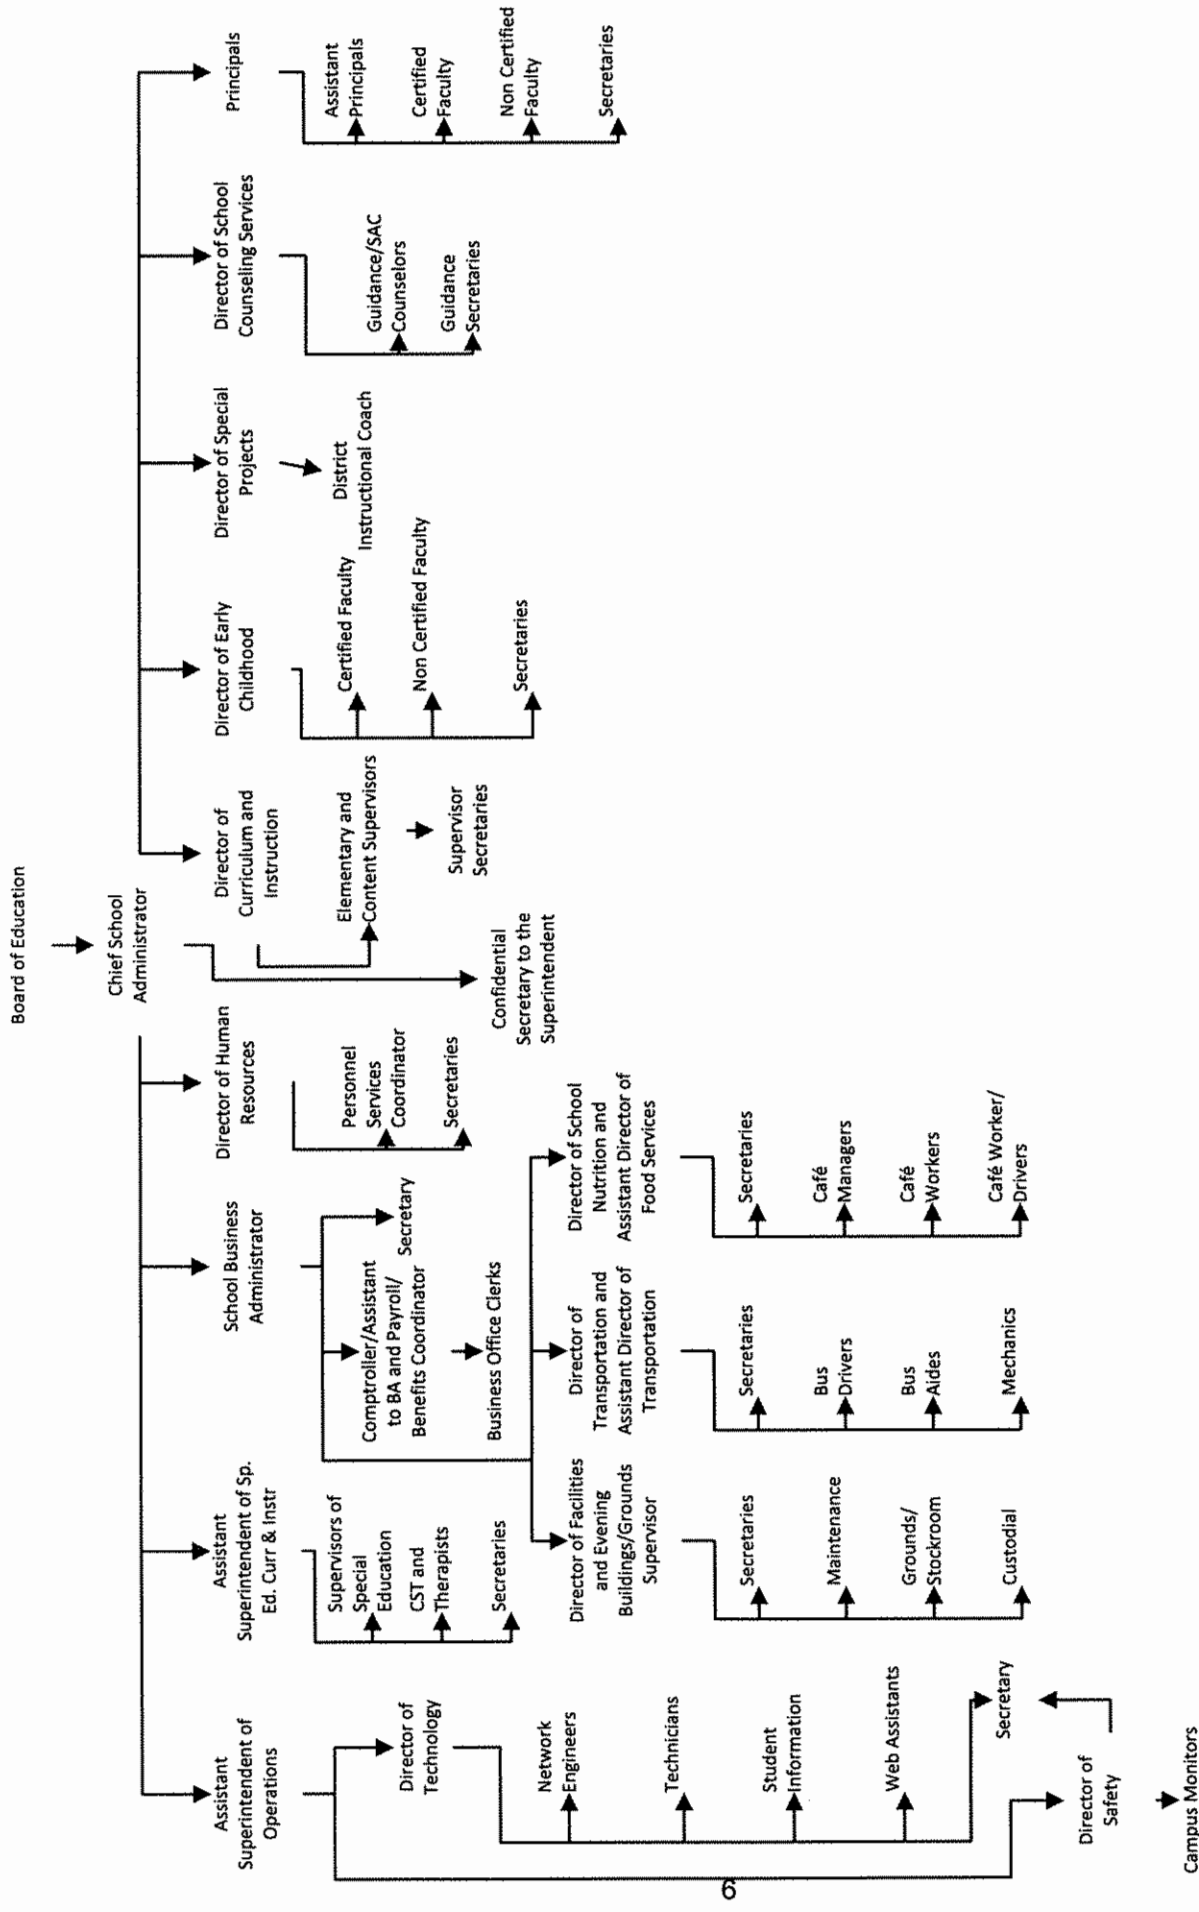 Board of Education
Chief School
Administrator
Assistant
Superintendent of
Operations
Assistant
Superintendent of Sp.
Ed. Curr & Instr
School Business
Administrator
Director of Human
Resources
Director of
Curriculum and
Instruction
Director of Early
Childhood
Director of Special
Projects
Director of School
Counseling Services
Principals
Director of
Technology
Network
Engineers
Technicians
Student
Information
Web Assistants
Secretary
Director of
Safety
Campus Monitors
Supervisors of
Special
Education
CST and
Therapists
Secretaries
Comptroller/Assistant
to BA and Payroll/
Benefits Coordinator
Business Office Clerks
Secretary
Director of Facilities
and Evening
Buildings/Grounds
Supervisor
Secretaries
Maintenance
Grounds/
Stockroom
Custodial
Director of
Transportation and
Assistant Director of
Transportation
Secretaries
Bus
Drivers
Bus
Aides
Mechanics
Director of School
Nutrition and
Assistant Director of
Food Services
Secretaries
Café
Managers
Café
Workers
Café Worker/
Drivers
Personnel
Services
Coordinator
Secretaries
Confidential
Secretary to the
Superintendent
Elementary and
Content Supervisors
Supervisor
Secretaries
Certified Faculty
Non Certified Faculty
Secretaries
District
Instructional Coach
Guidance/SAC
Counselors
Guidance
Secretaries
Assistant
Principals
Certified
Faculty
Non Certified
Faculty
Secretaries